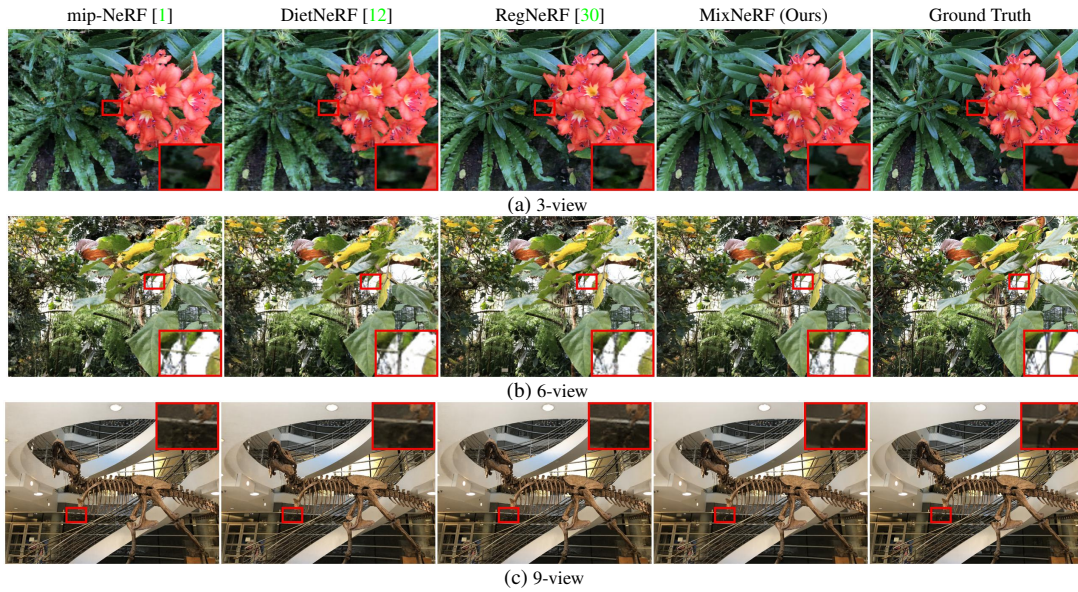 mip-NeRF [1] DietNeRF [12] RegNeRF [30] MixNeRF (Ours) Ground Truth
(a) 3-view
(b) 6-view
(c) 9-view